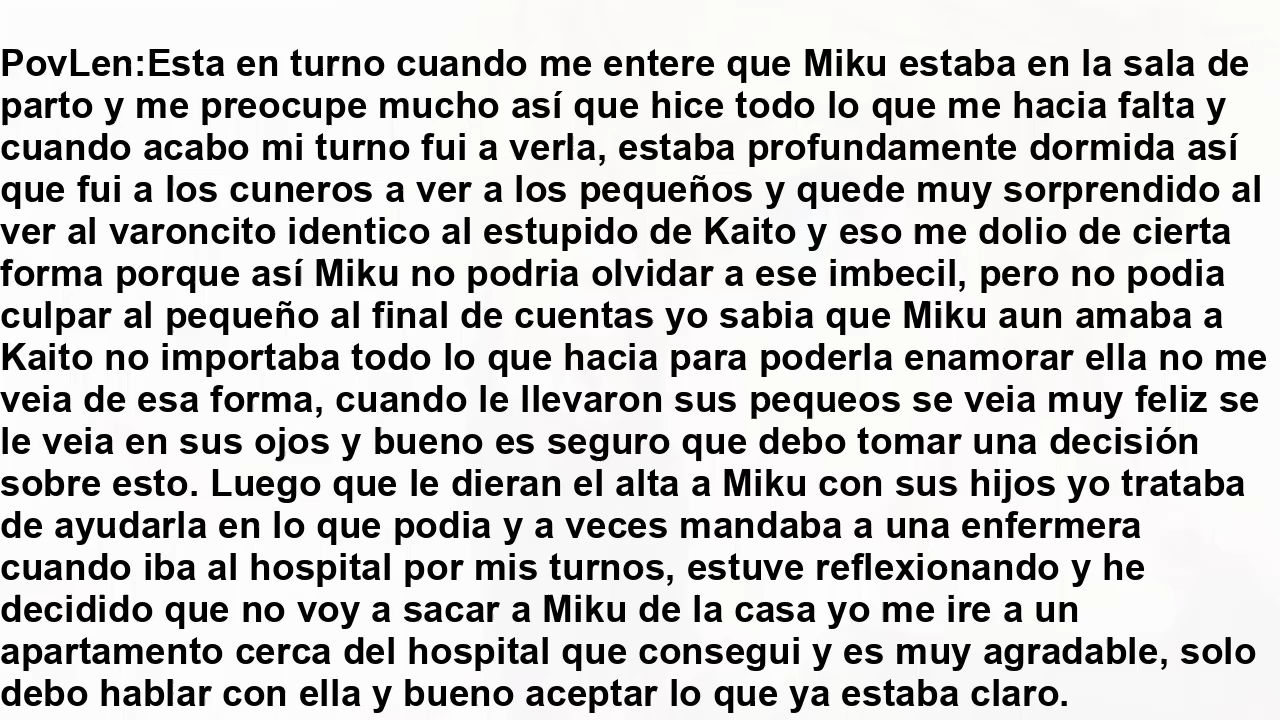 PovLen:Esta en turno cuando me entere que Miku estaba en la sala de
parto y me preocupe mucho así que hice todo lo que me hacia falta y
cuando acabo mi turno fui a verla, estaba profundamente dormida así
que fui a los cuneros a ver a los pequeños y quede muy sorprendido al
ver al varoncito identico al estupido de Kaito y eso me dolio de cierta
forma porque así Miku no podria olvidar a ese imbecil, pero no podia
culpar al pequeño al final de cuentas yo sabia que Miku aun amaba a
Kaito no importaba todo lo que hacia para poderla enamorar ella no me
veia de esa forma, cuando le llevaron sus pequeos se veia muy feliz se
le veia en sus ojos y bueno es seguro que debo tomar una decisión
sobre esto. Luego que le dieran el alta a Miku con sus hijos yo trataba
de ayudarla en lo que podia y a veces mandaba a una enfermera
cuando iba al hospital por mis turnos, estuve reflexionando y he
decidido que no voy a sacar a Miku de la casa yo me ire a un
apartamento cerca del hospital que consegui y es muy agradable, solo
debo hablar con ella y bueno aceptar lo que ya estaba claro.